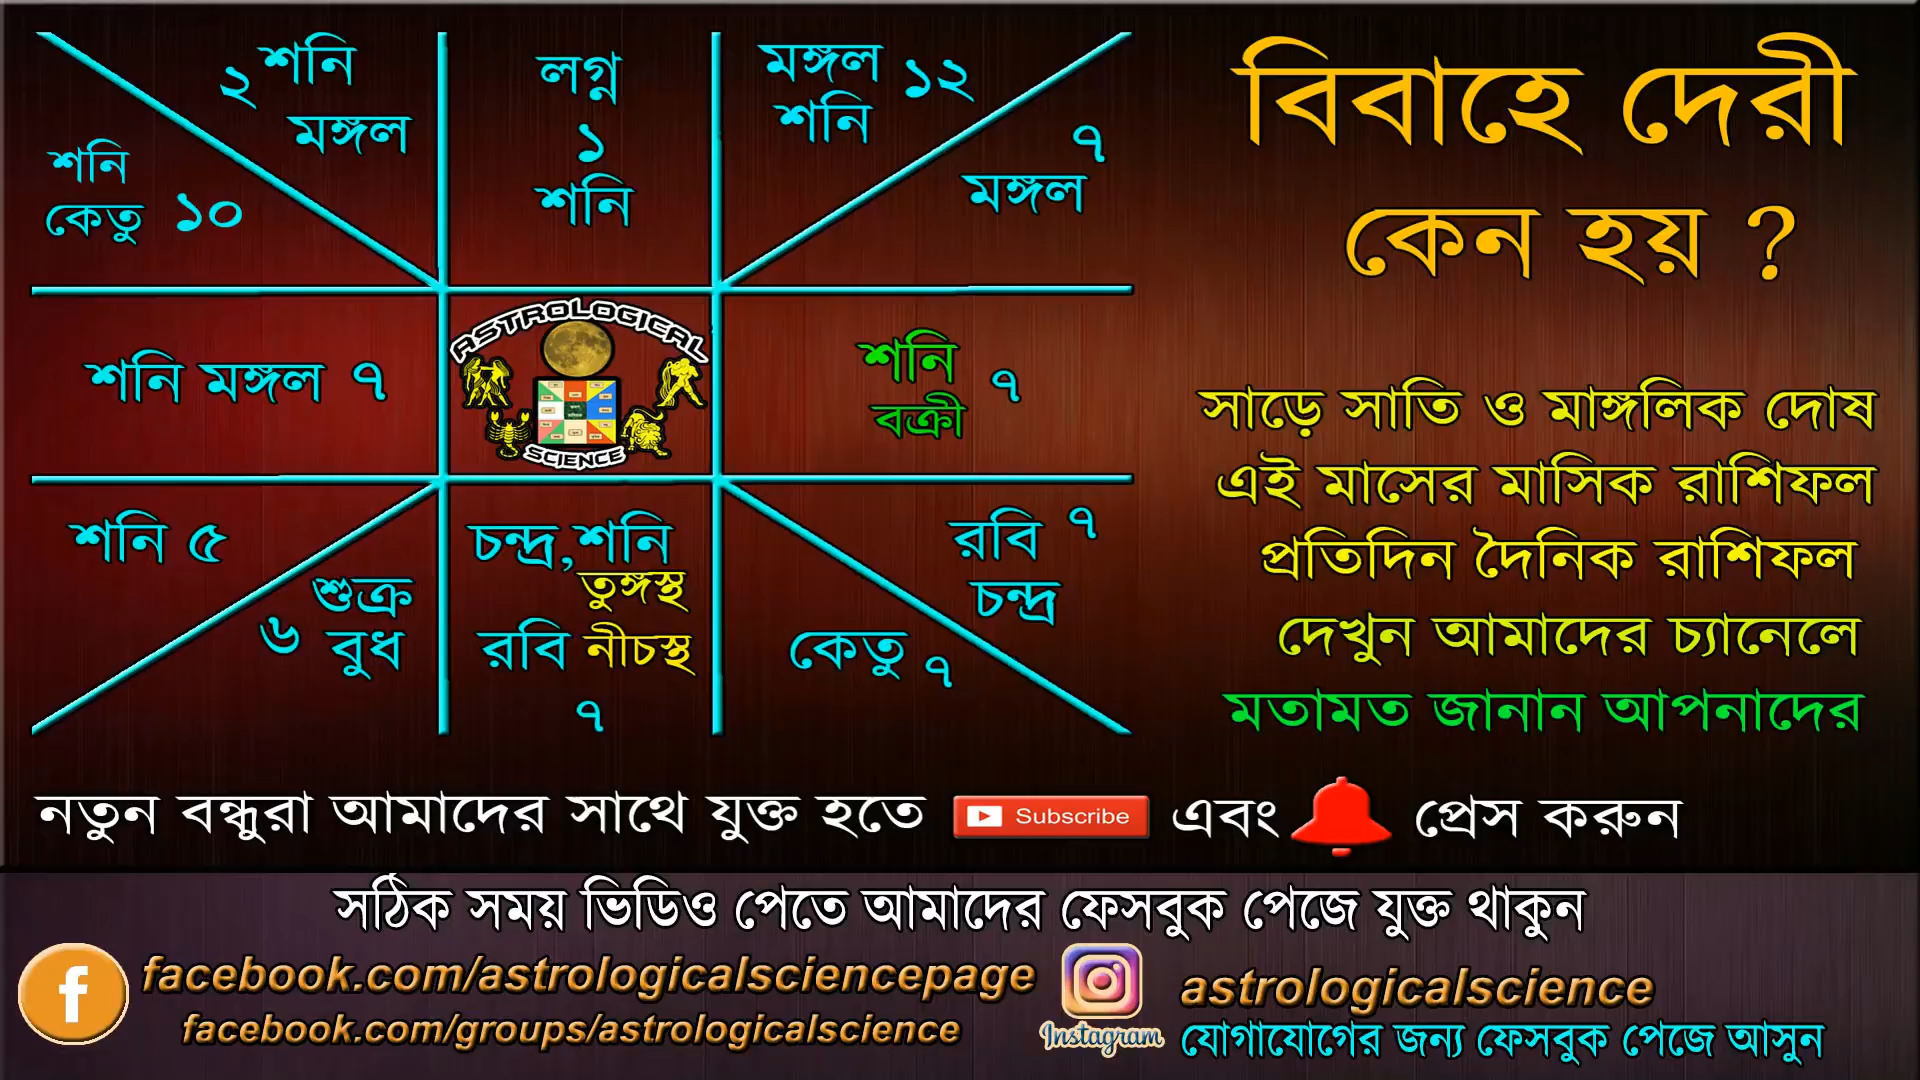 ২ শনি
মঙ্গল
শনি
কেতু ১০
লগ্ন
১
শনি
মঙ্গল ১২
শনি
৭
মঙ্গল
বিবাহে দেরী
কেন হয় ?
শনি মঙ্গল ৭
ASTROLOGICAL
SCIENCE
শনি ৭
বক্রী
সাড়ে সাতি ও মাঙ্গলিক দোষ
এই মাসের মাসিক রাশিফল
প্রতিদিন দৈনিক রাশিফল
দেখুন আমাদের চ্যানেলে
মতামত জানান আপনাদের
শনি ৫
শুক্র
৬ বুধ
চন্দ্র,শনি
তুঙ্গস্থ
রবি নীচস্থ
৭
রবি ৭
চন্দ্র
কেতু ৭
নতুন বন্ধুরা আমাদের সাথে যুক্ত হতে Subscribe এবং প্রেস করুন
সঠিক সময় ভিডিও পেতে আমাদের ফেসবুক পেজে যুক্ত থাকুন
f facebook.com/astrologicalsciencepage
facebook.com/groups/astrologicalscience
Instagram
astrologicalscience
যোগাযোগের জন্য ফেসবুক পেজে আসুন